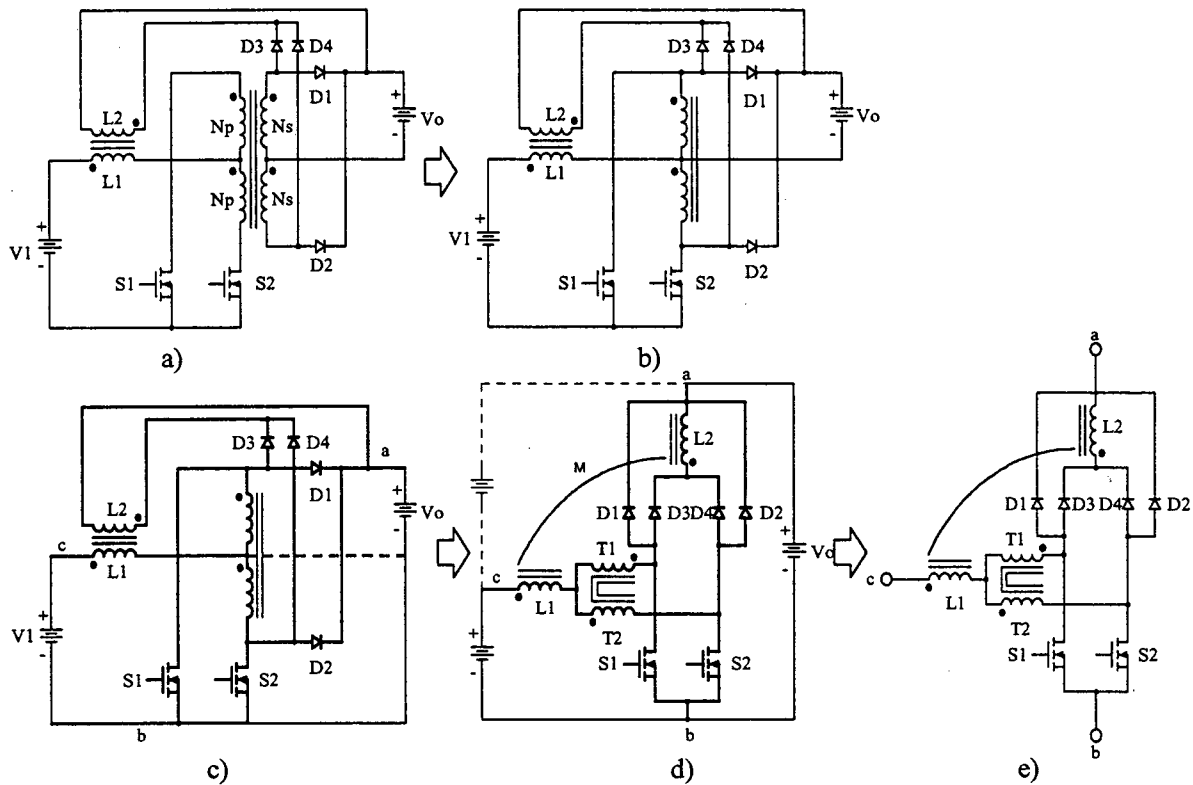 D3 D4
D1
L2
Np Ns
Np Ns
L1
+
-
Vo
+
V1
-
S1 S2
D2
a)
D3 D4
D1
L2
L1
+
-
Vo
+
V1
-
S1 S2
D2
b)
D3 D4
a
D1
L2
c
L1
+
-
Vo
+
V1
-
S1 S2
D2
b
c)
a
L2
M
+
D1 D3 D4 D2
+
-
Vo
c
T1
L1
T2
+
-
S1 S2
b
d)
a
L2
D1 D3 D4 D2
T1
c
L1
T2
S1 S2
b
e)